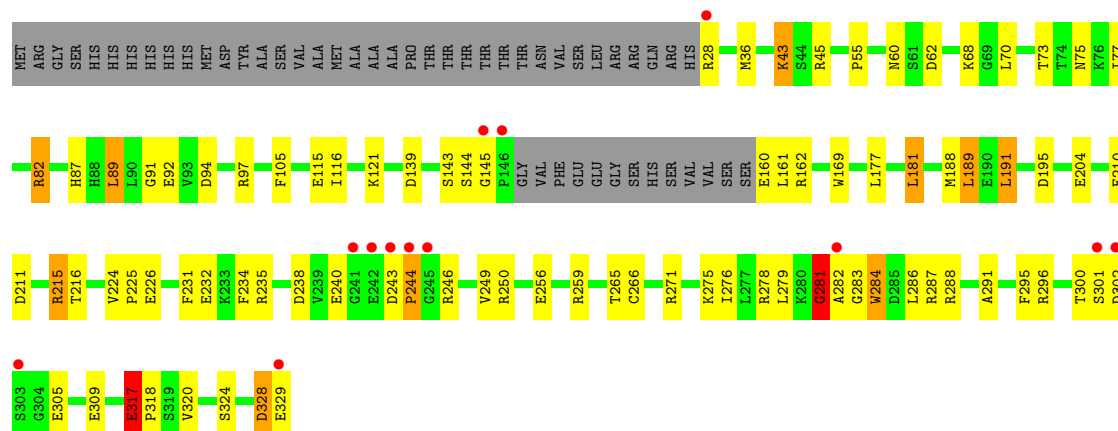 MET ARG GLY SER HIS HIS HIS HIS HIS HIS MET ASP TYR ALA SER VAL ALA MET ALA ALA ALA PRO THR THR THR THR THR ASN VAL SER LEU ARG ARG GLN ARG HIS R28 M36 K43 S44 R45 P55 N60 S61 D62 K68 G69 L70 T73 T74 N75 K76
R82 H87 H88 L89 L90 G91 E92 V93 D94 R97 F105 E115 I116 K121 D139 S143 S144 G145 P146 GLY VAL PHE GLU GLU GLY SER HIS SER VAL VAL SER SER E160 L161 R162 W169 L177 L181 M188 L189 E190 L191 D195 E204
D211 R215 T216 V224 P225 E226 F231 E232 K233 F234 R235 D238 V239 E240 G241 E242 D243 P244 G245 R246 V249 R250 E256 R259 T265 C266 R271 K275 I276 L277 R278 L279 K280 G281 A282 G283 W284 D285 L286 R287 R288 A291 F295 R296 T300 S301
S303 G304 E305 E309 E317 P318 S319 V320 S324 D328 E329